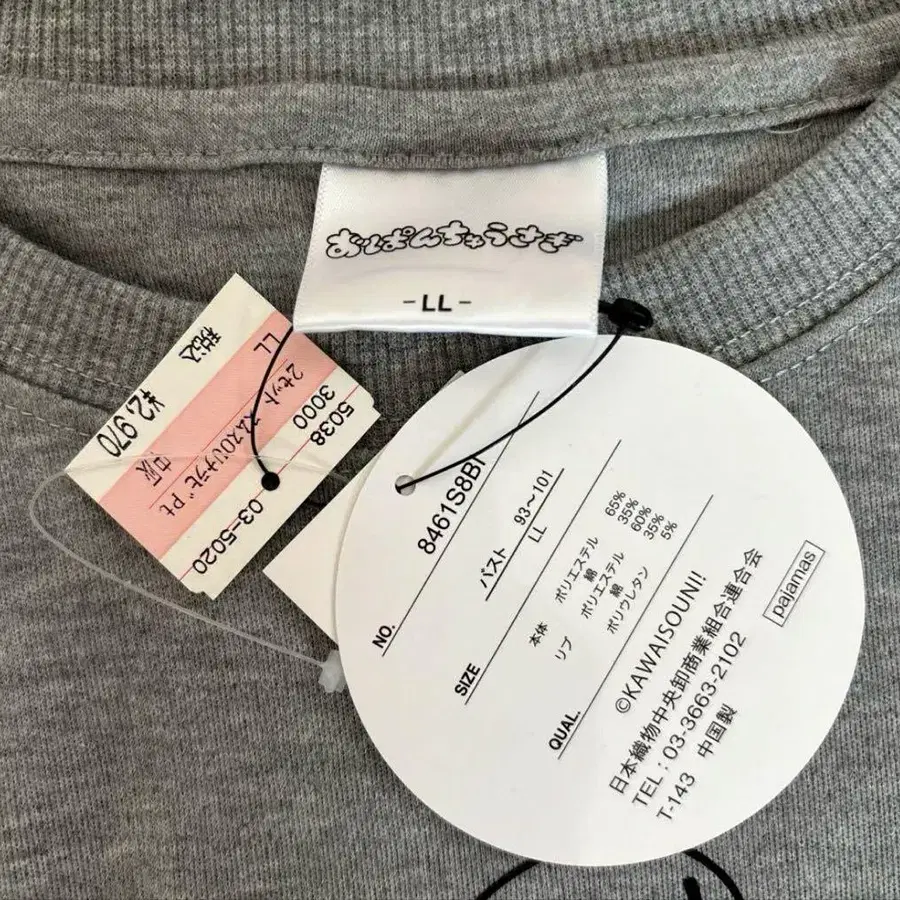 おぱんちゅうさぎ
-LL-
税込
¥2,970
LL
2セット
中灰
5038
3000
03-5020
NO.
8461S8B
バスト 93~101
SIZE LL
本体 ポリエステル 65%
綿 35%
リブ ポリエステル 60%
綿 35%
ポリウレタン 5%
QUAL.
©KAWAISOUNI!
日本織物中央卸商業組合連合会
TEL : 03-3663-2102
T-143 中国製
pajamas